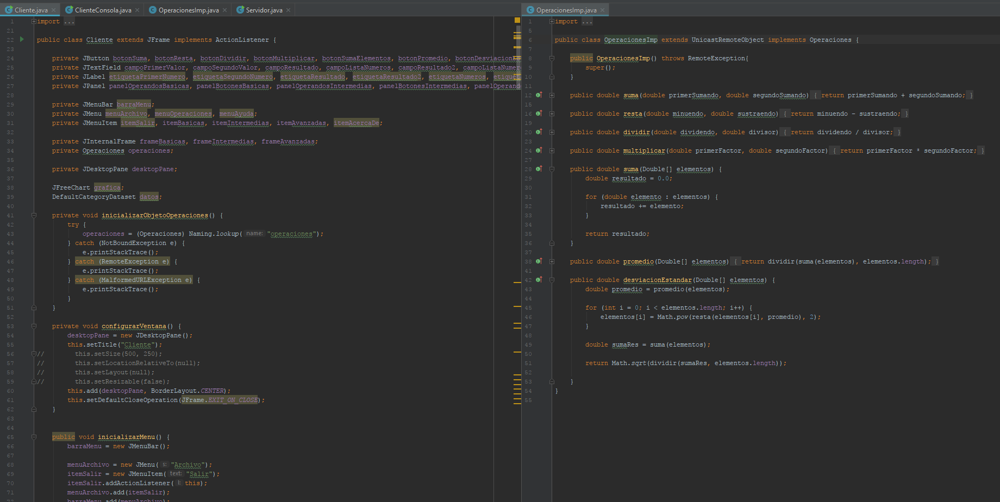 Cliente.java ClienteConsola.java OperacionesImp.java Servidor.java
1 import ...
21
22 public class Cliente extends JFrame implements ActionListener {
23
24 private JButton botonSuma, botonResta, botonDividir, botonMultiplicar, botonSumaElementos, botonPromedio, botonDesviacionE
25 private JTextField campoPrimerValor, campoSegundoValor, campoResultado, campoListaNumeros, campoResultado2, campoListaNumer
26 private JLabel etiquetaPrimerNumero, etiquetaSegundoNumero, etiquetaResultado, etiquetaResultado2, etiquetaNumeros, etique
27 private JPanel panelOperandosBasicas, panelBotonesBasicas, panelOperandosIntermedias, panelBotonesIntermedias, panelOperand
28
29 private JMenuBar barraMenu;
30 private JMenu menuArchivo, menuOperaciones, menuAyuda;
31 private JMenuItem itemSalir, itemBasicas, itemIntermedias, itemAvanzadas, itemAcercaDe;
32
33 private JInternalFrame frameBasicas, frameIntermedias, frameAvanzadas;
34 private Operaciones operaciones;
35
36 private JDesktopPane desktopPane;
37
38 JFreeChart grafica;
39 DefaultCategoryDataset datos;
40
41 private void inicializarObjetoOperaciones() {
42 try {
43 operaciones = (Operaciones) Naming.lookup( name: "operaciones");
44 } catch (NotBoundException e) {
45 e.printStackTrace();
46 } catch (RemoteException e) {
47 e.printStackTrace();
48 } catch (MalformedURLException e) {
49 e.printStackTrace();
50 }
51 }
52
53 private void configurarVentana() {
54 desktopPane = new JDesktopPane();
55 this.setTitle("Cliente");
56 // this.setSize(500, 250);
57 // this.setLocationRelativeTo(null);
58 // this.setLayout(null);
59 // this.setResizable(false);
60 this.add(desktopPane, BorderLayout.CENTER);
61 this.setDefaultCloseOperation(JFrame.EXIT_ON_CLOSE);
62 }
63
64
65 public void inicializarMenu() {
66 barraMenu = new JMenuBar();
67
68 menuArchivo = new JMenu( s: "Archivo");
69 itemSalir = new JMenuItem( text: "Salir");
70 itemSalir.addActionListener( l: this);
71 menuArchivo.add(itemSalir);
72 barraMenu.add(menuArchivo);
OperacionesImp.java
1 import ...
5
6 public class OperacionesImp extends UnicastRemoteObject implements Operaciones {
7
8 public OperacionesImp() throws RemoteException{
9 super();
10 }
11
12 public double suma(double primerSumando, double segundoSumando) { return primerSumando + segundoSumando; }
15
16 public double resta(double minuendo, double sustraendo) { return minuendo - sustraendo; }
19
20 public double dividir(double dividendo, double divisor) { return dividendo / divisor; }
23
24 public double multiplicar(double primerFactor, double segundoFactor) { return primerFactor * segundoFactor; }
27
28 public double suma(Double[] elementos) {
29 double resultado = 0.0;
30
31 for (double elemento : elementos) {
32 resultado += elemento;
33 }
34
35 return resultado;
36 }
37
38 public double promedio(Double[] elementos) { return dividir(suma(elementos), elementos.length); }
41
42 public double desviacionEstandar(Double[] elementos) {
43 double promedio = promedio(elementos);
44
45 for (int i = 0; i < elementos.length; i++) {
46 elementos[i] = Math.pow(resta(elementos[i], promedio), 2);
47 }
48
49 double sumaRes = suma(elementos);
50
51 return Math.sqrt(dividir(sumaRes, elementos.length));
52
53 }
54 }
55